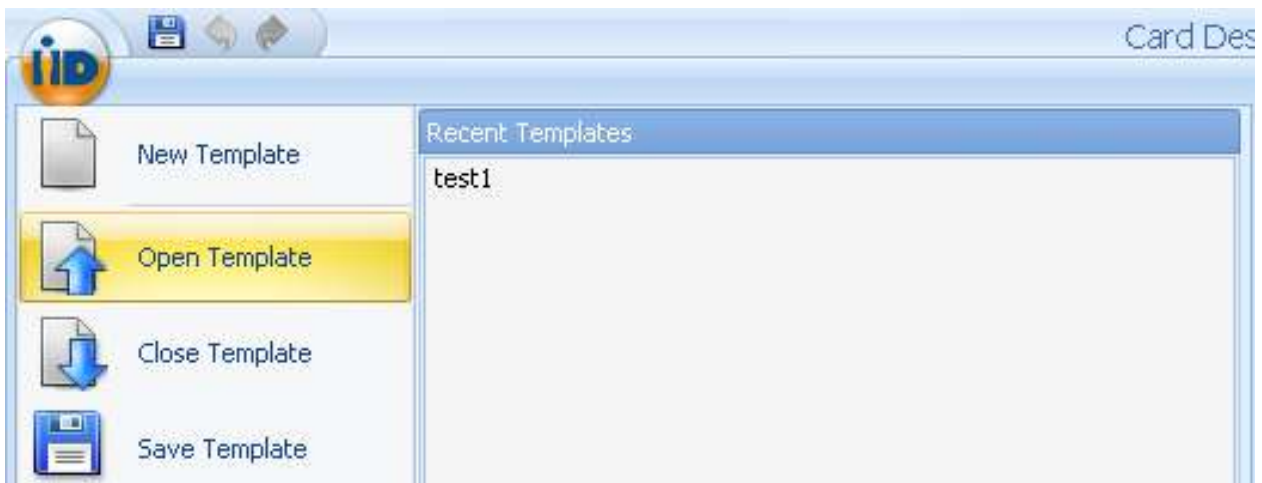 Card Des
iiD
New Template
Open Template
Close Template
Save Template
Recent Templates
test1